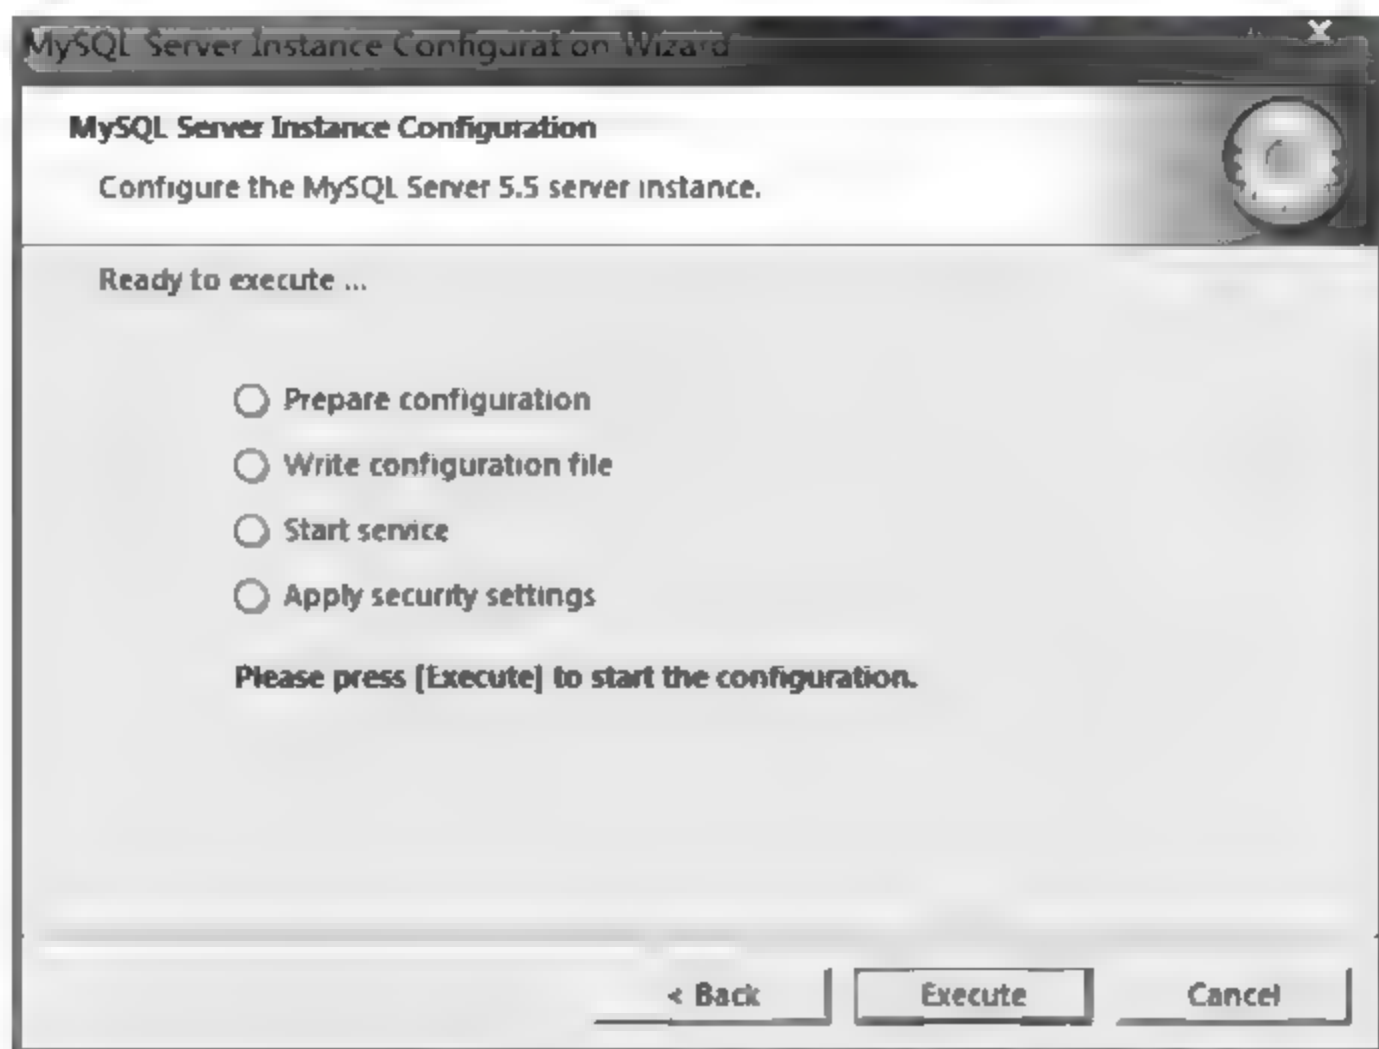 MySQL Server Instance Configuration Wizard
MySQL Server Instance Configuration
Configure the MySQL Server 5.5 server instance.
Ready to execute ...
Prepare configuration
Write configuration file
Start service
Apply security settings
Please press [Execute] to start the configuration.
< Back
Execute
Cancel